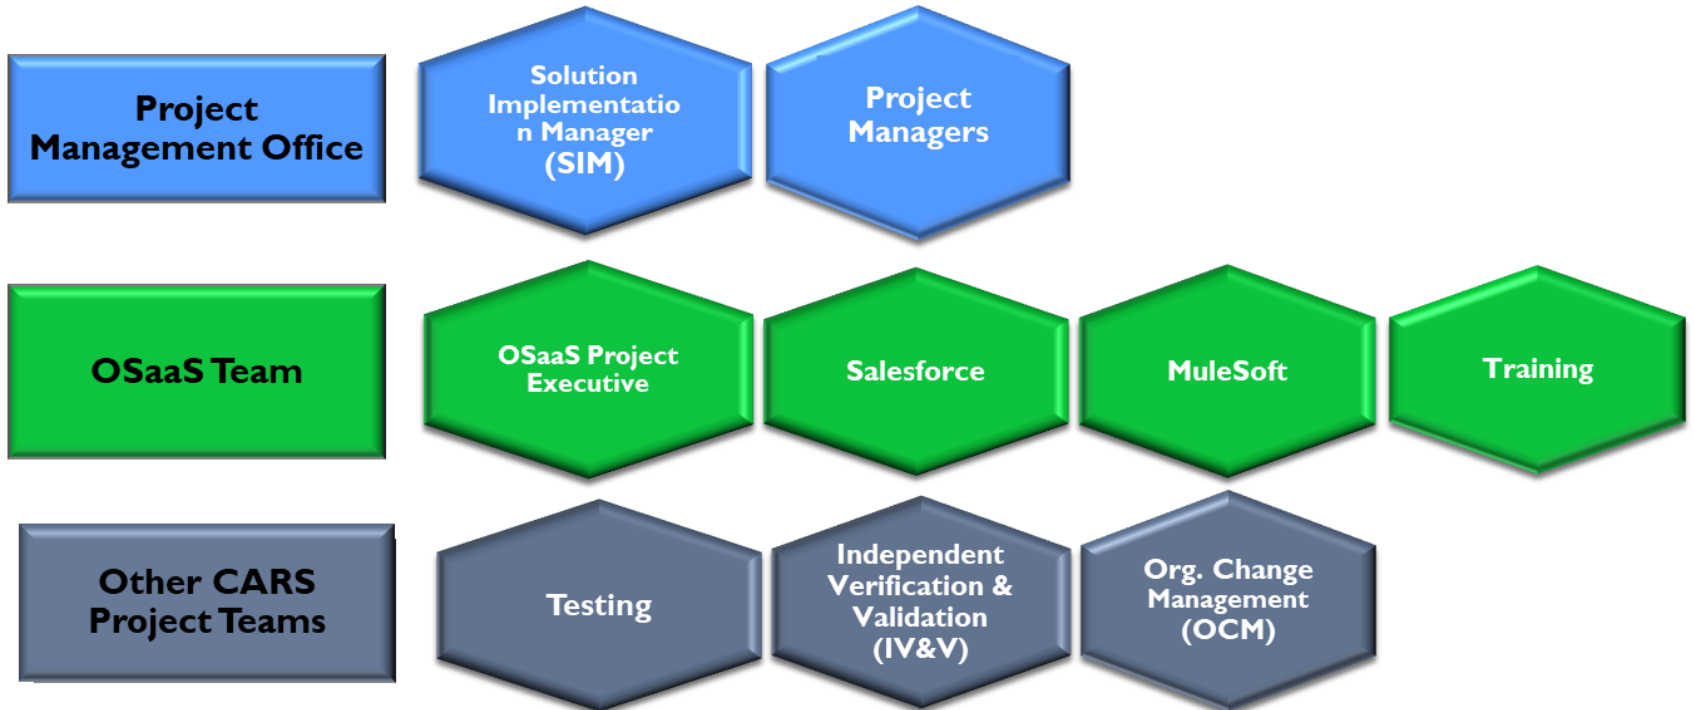 Project
Management Office
Solution
Implementatio
n Manager
(SIM)
Project
Managers
OSaaS Team
OSaaS Project
Executive
Salesforce
MuleSoft
Training
Other CARS
Project Teams
Testing
Independent
Verification &
Validation
(IV&V)
Org. Change
Management
(OCM)